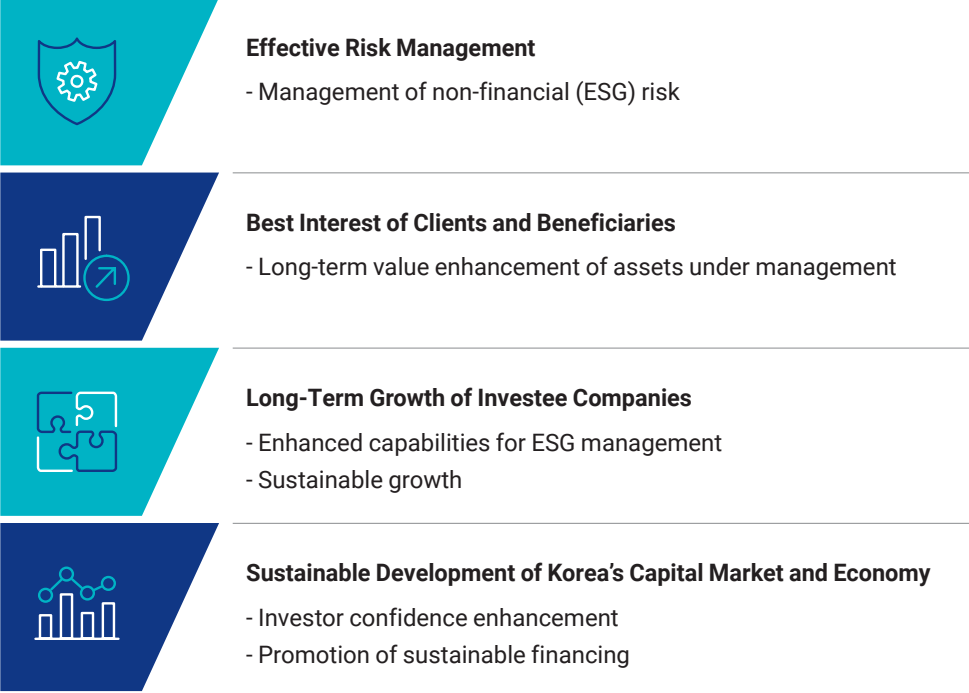 Effective Risk Management
- Management of non-financial (ESG) risk
Best Interest of Clients and Beneficiaries
- Long-term value enhancement of assets under management
Long-Term Growth of Investee Companies
- Enhanced capabilities for ESG management
- Sustainable growth
Sustainable Development of Korea’s Capital Market and Economy
- Investor confidence enhancement
- Promotion of sustainable financing